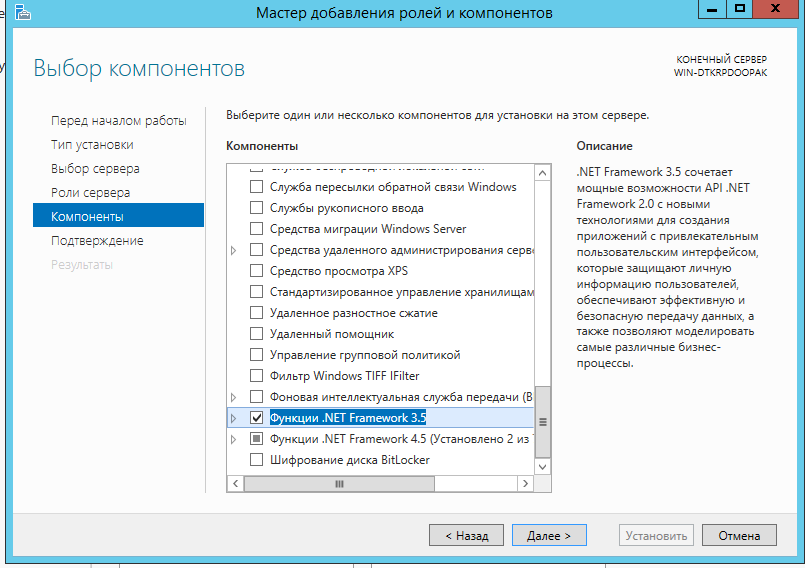 Мастер добавления ролей и компонентов
Выбор компонентов
КОНЕЧНЫЙ СЕРВЕР
WIN-DTKRPDOOPAK
Перед началом работы
Тип установки
Выбор сервера
Роли сервера
Компоненты
Подтверждение
Результаты
Выберите один или несколько компонентов для установки на этом сервере.
Компоненты
Служба пересылки обратной связи Windows
Службы рукописного ввода
Средства миграции Windows Server
Средства удаленного администрирования серве
Средство просмотра XPS
Стандартизированное управление хранилищам
Удаленное разностное сжатие
Удаленный помощник
Управление групповой политикой
Фильтр Windows TIFF IFilter
Фоновая интеллектуальная служба передачи (B
Функции .NET Framework 3.5
Функции .NET Framework 4.5 (Установлено 2 из
Шифрование диска BitLocker
Описание
.NET Framework 3.5 сочетает
мощные возможности API .NET
Framework 2.0 с новыми
технологиями для создания
приложений с привлекательным
пользовательским интерфейсом,
которые защищают личную
информацию пользователей,
обеспечивают эффективную и
безопасную передачу данных, а
также позволяют моделировать
самые различные бизнес-
процессы.
< Назад
Далее >
Установить
Отмена